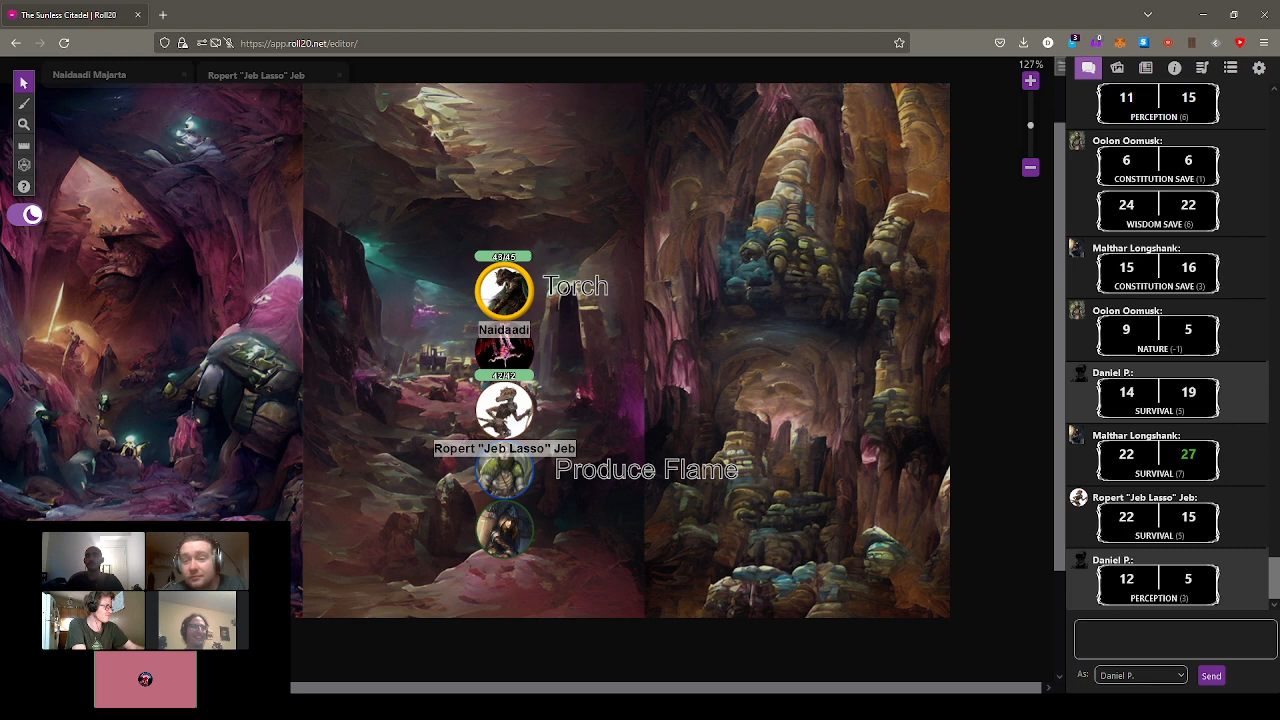 The Sunless Citadel | Roll20
https://app.roll20.net/editor/
3
0
Naidaadi Majarta
Ropert "Jeb Lasso" Jeb
127%
43/45
Torch
Naidaadi
42/42
Ropert "Jeb Lasso" Jeb
Produce Flame
11 15
PERCEPTION (6)
Oolon Oomusk:
6 6
CONSTITUTION SAVE (1)
24 22
WISDOM SAVE (6)
Malthar Longshank:
15 16
CONSTITUTION SAVE (3)
Oolon Oomusk:
9 5
NATURE (-1)
Daniel P.:
14 19
SURVIVAL (5)
Malthar Longshank:
22 27
SURVIVAL (7)
Ropert "Jeb Lasso" Jeb:
22 15
SURVIVAL (5)
Daniel P.:
12 5
PERCEPTION (3)
As: Daniel P. Send